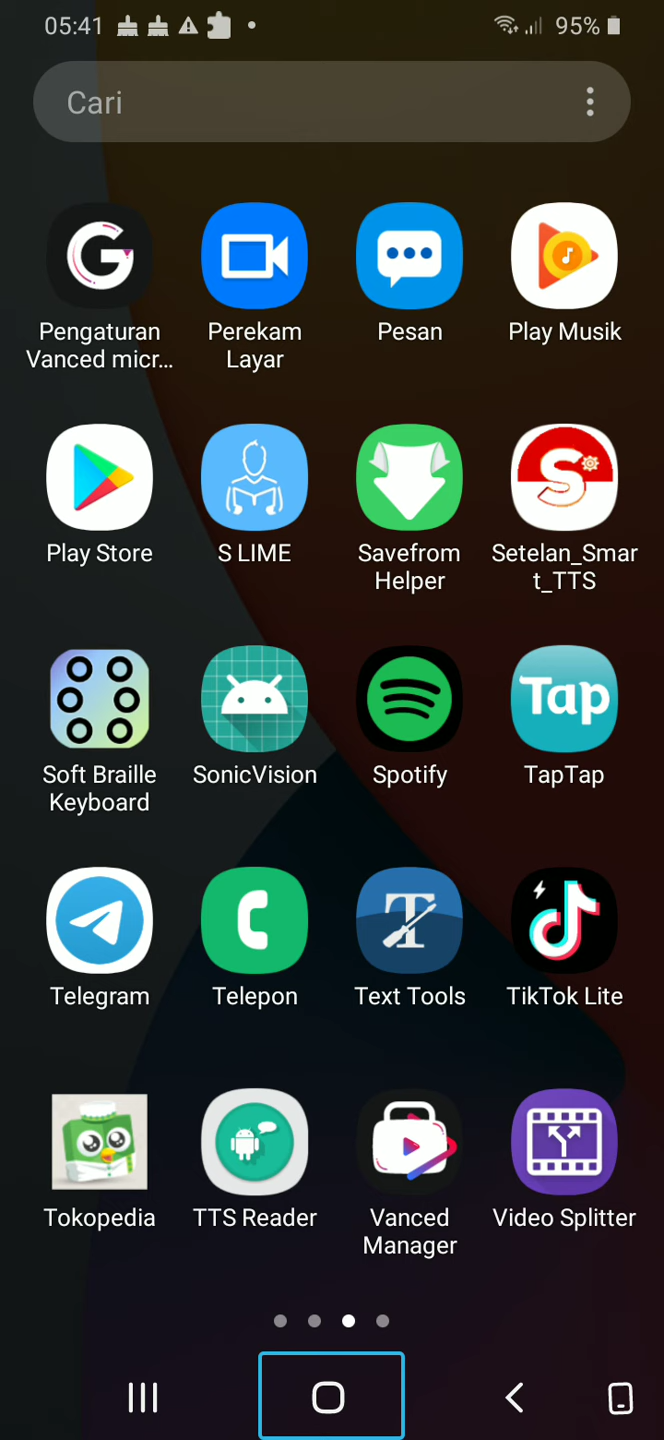 05:41
95%
Cari
Pengaturan
Vanced micr...
Perekam
Layar
Pesan
Play Musik
Play Store
S LIME
Savefrom
Helper
Setelan_Smar
t_TTS
Soft Braille
Keyboard
SonicVision
Spotify
Tap
TapTap
Telegram
Telepon
Text Tools
TikTok Lite
Tokopedia
TTS Reader
Vanced
Manager
Video Splitter